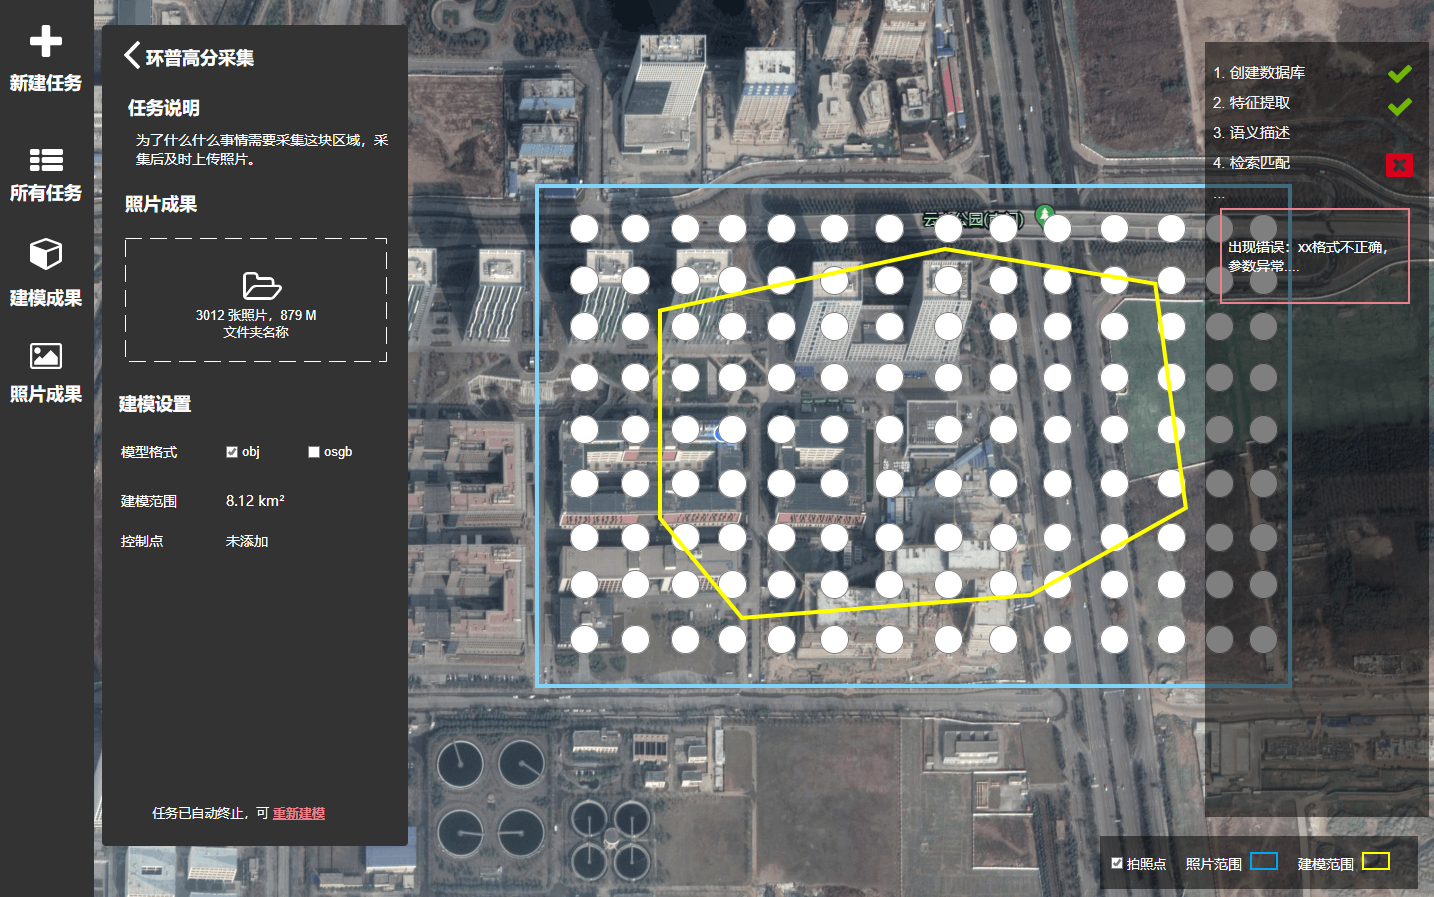 新建任务
所有任务
建模成果
照片成果
环普高分采集
任务说明
为了什么什么事情需要采集这块区域，采
集后及时上传照片。
照片成果
3012 张照片，879 M
文件夹名称
建模设置
模型格式 obj osgb
建模范围 8.12 km²
控制点 未添加
任务已自动终止，可 重新建模
1. 创建数据库
2. 特征提取
3. 语义描述
4. 检索匹配
...
出现错误：xx格式不正确，
参数异常....
拍照点 照片范围 建模范围